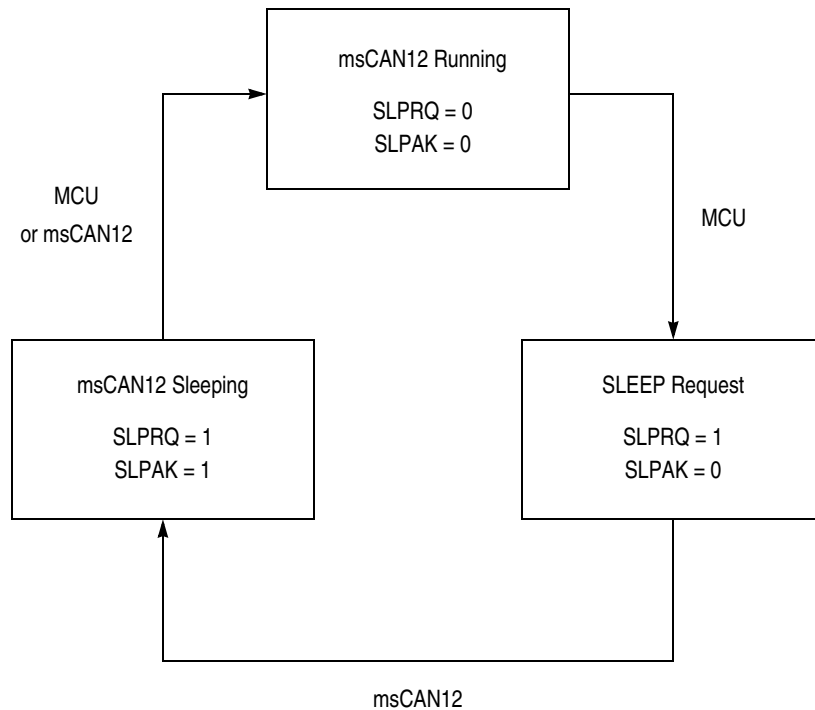 msCAN12 Running
SLPRQ = 0
SLPAK = 0
MCU
or msCAN12
MCU
msCAN12 Sleeping
SLPRQ = 1
SLPAK = 1
SLEEP Request
SLPRQ = 1
SLPAK = 0
msCAN12